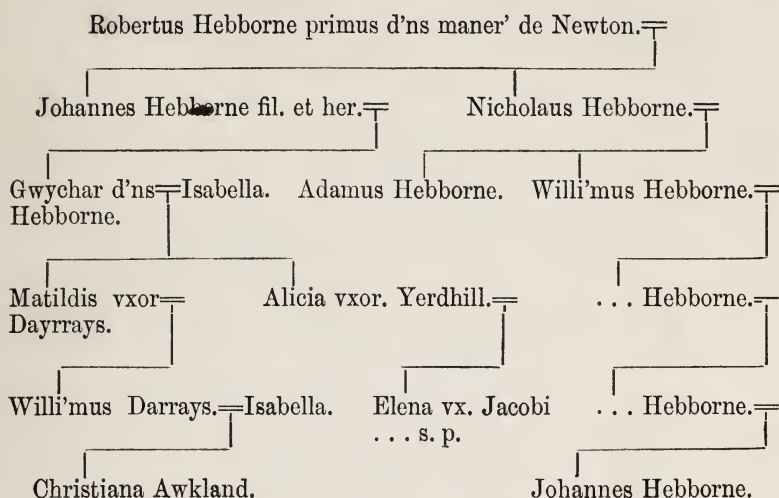 Robertus Hebborne primus d'ns maner' de Newton.
Johannes Hebborne fil. et her. Nicholaus Hebborne.
Gwychar d'ns Isabella. Adamus Hebborne. Willi'mus Hebborne.
Hebborne.
Matildis vxor Alicia vxor. Yerdhill. . . . Hebborne.
Dayrrays.
Willi'mus Darrays. Isabella. Elena vx. Jacobi . . . Hebborne.
. . . s. p.
Christiana Awkland. Johannes Hebborne.